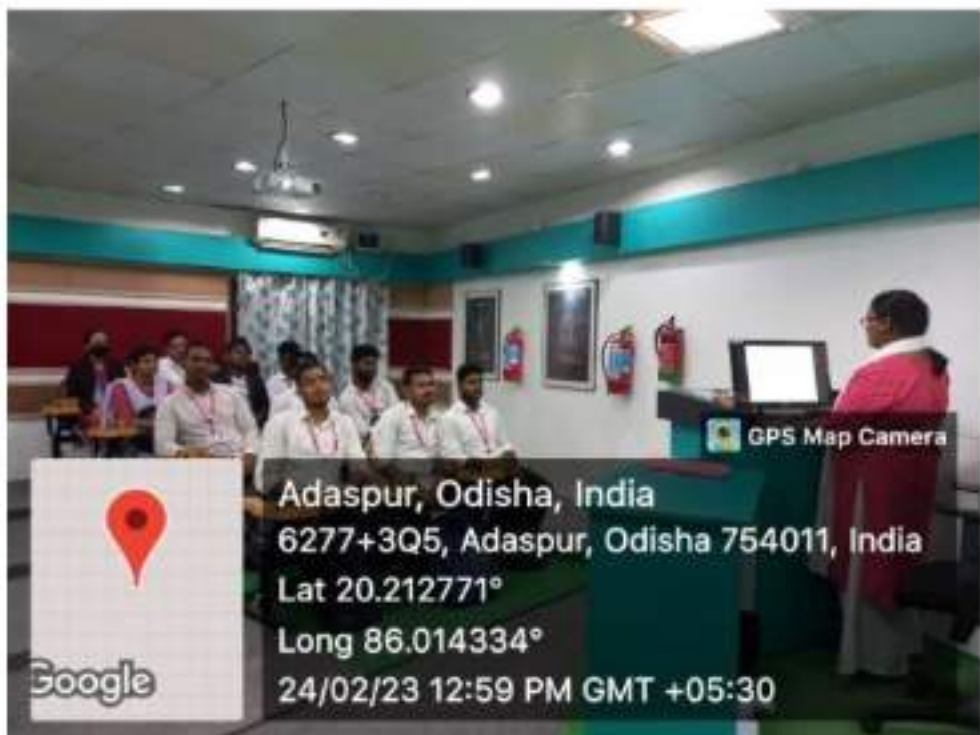 GPS Map Camera
Adaspur, Odisha, India
6277+3Q5, Adaspur, Odisha 754011, India
Lat 20.212771°
Long 86.014334°
24/02/23 12:59 PM GMT +05:30
Google